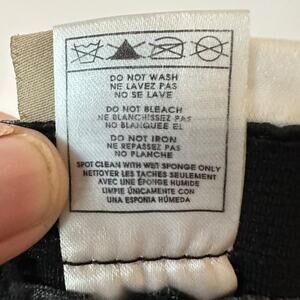 DO NOT WASH
NE LAVEZ PAS
NO SE LAVE
DO NOT BLEACH
NE BLANCHISSEZ PAS
NO BLANQUEE EL
DO NOT IRON
NE REPASSEZ PAS
NO PLANCHE
SPOT CLEAN WITH WET SPONGE ONLY
NETTOYER LES TACHES SEULEMENT
AVEC UNE ÉPONGE HUMIDE
LIMPIE ÚNICAMENTE CON
UNA ESPONIA HÚMEDA